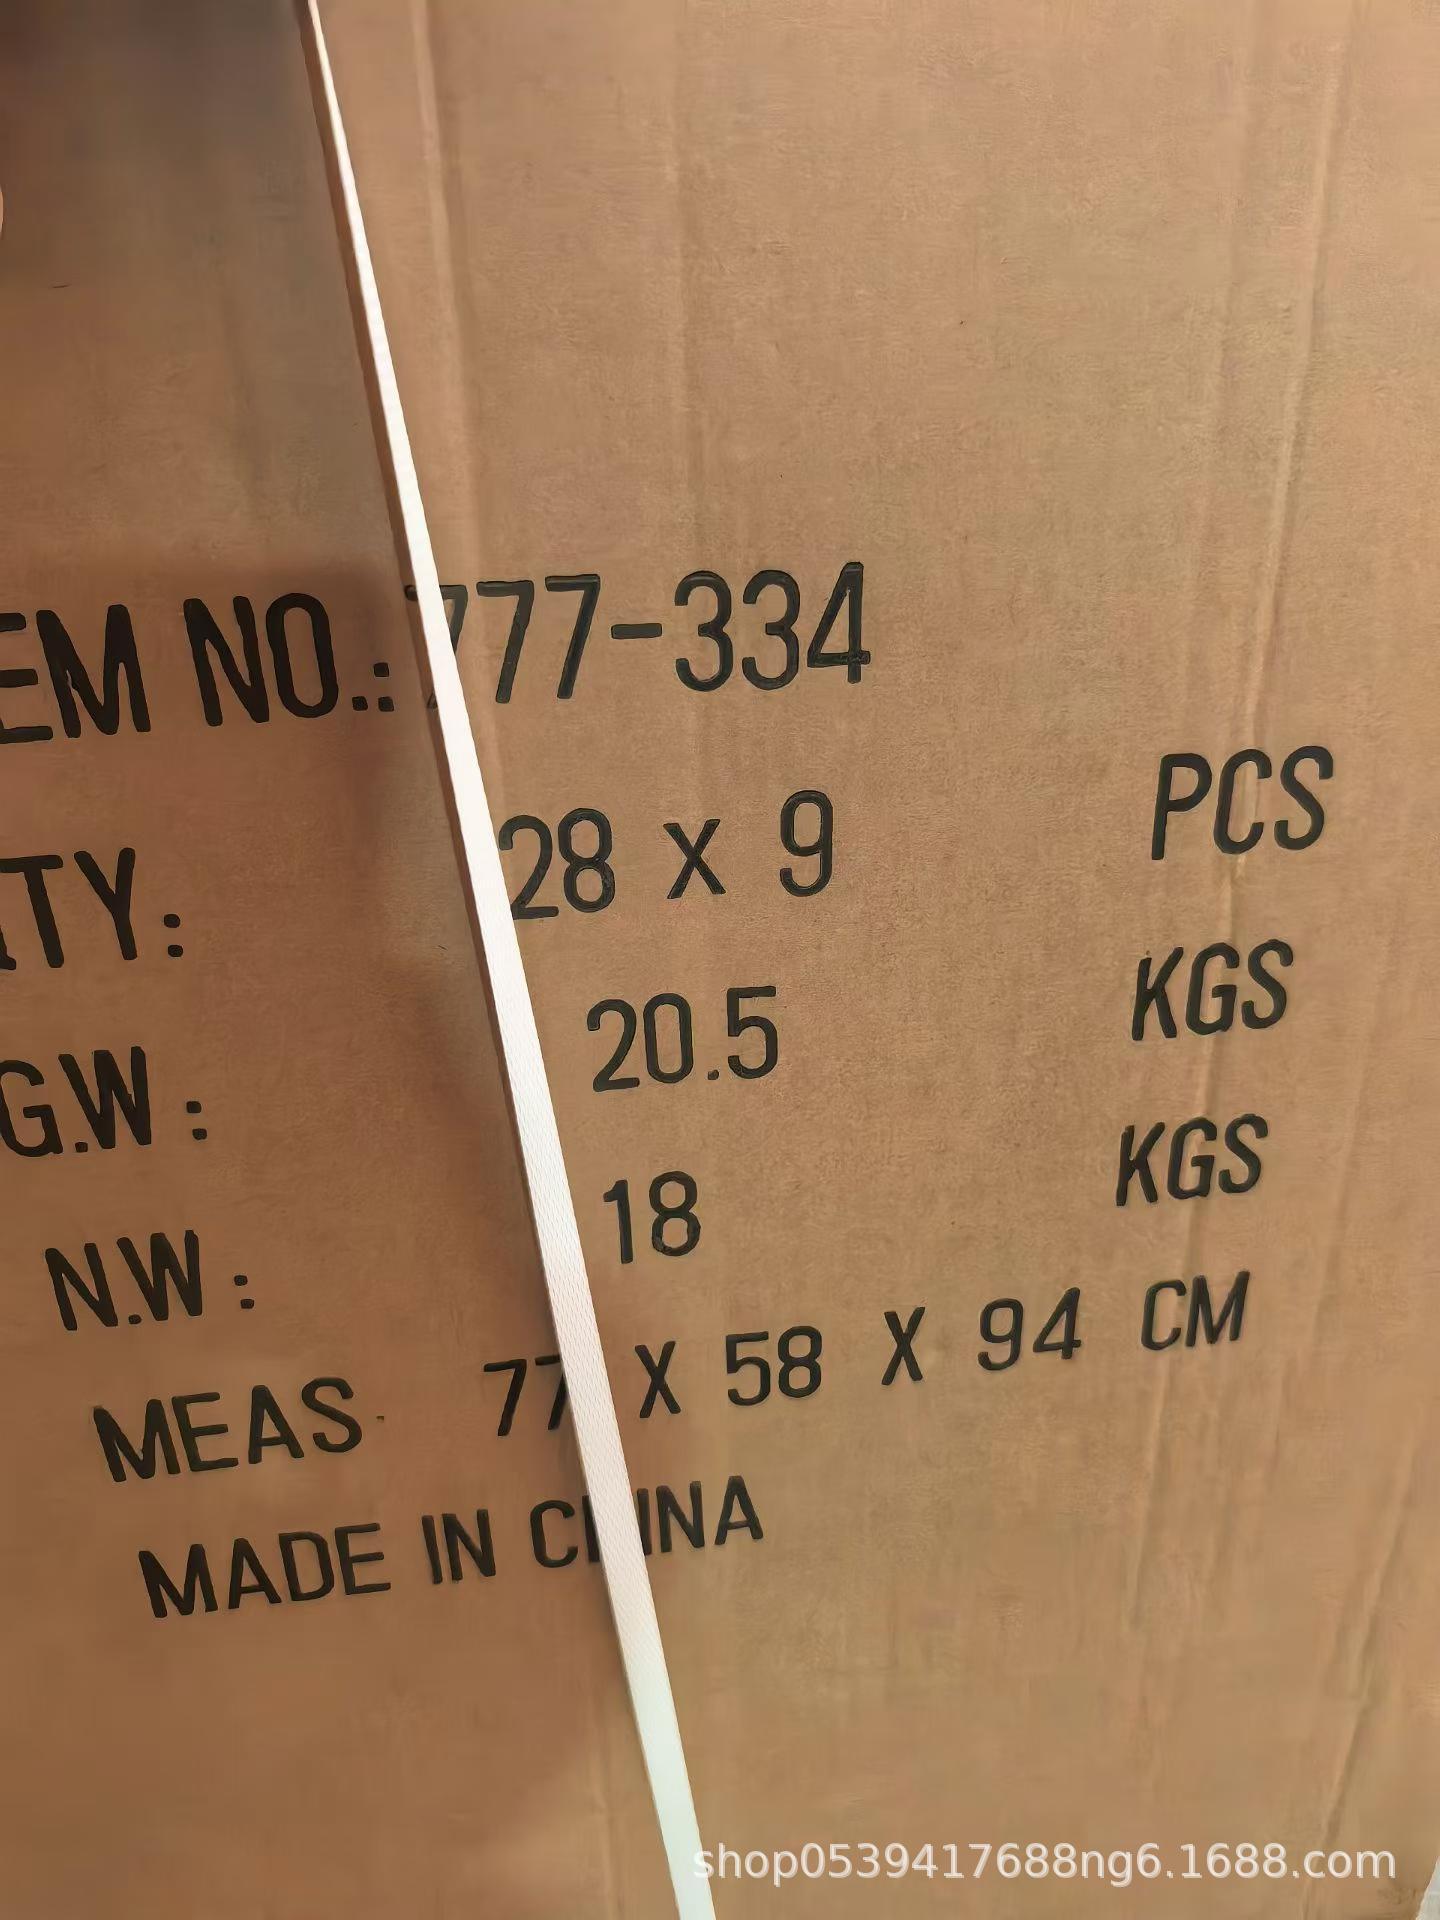 EM NO.: 777-334
QTY: 28 x 9 PCS
G.W: 20.5 KGS
N.W: 18 KGS
MEAS. 77 X 58 X 94 CM
MADE IN CHINA
shop0539417688ng6.1688.com